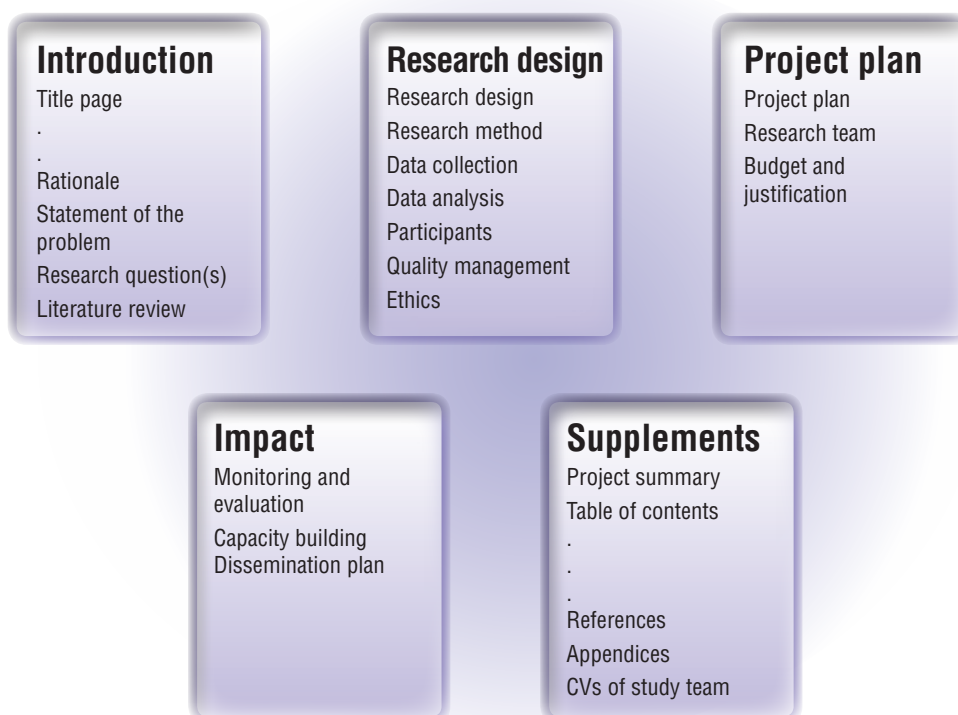 Introduction
Title page
.
.
Rationale
Statement of the
problem
Research question(s)
Literature review
Research design
Research design
Research method
Data collection
Data analysis
Participants
Quality management
Ethics
Project plan
Project plan
Research team
Budget and
justification
Impact
Monitoring and
evaluation
Capacity building
Dissemination plan
Supplements
Project summary
Table of contents
.
.
.
References
Appendices
CVs of study team